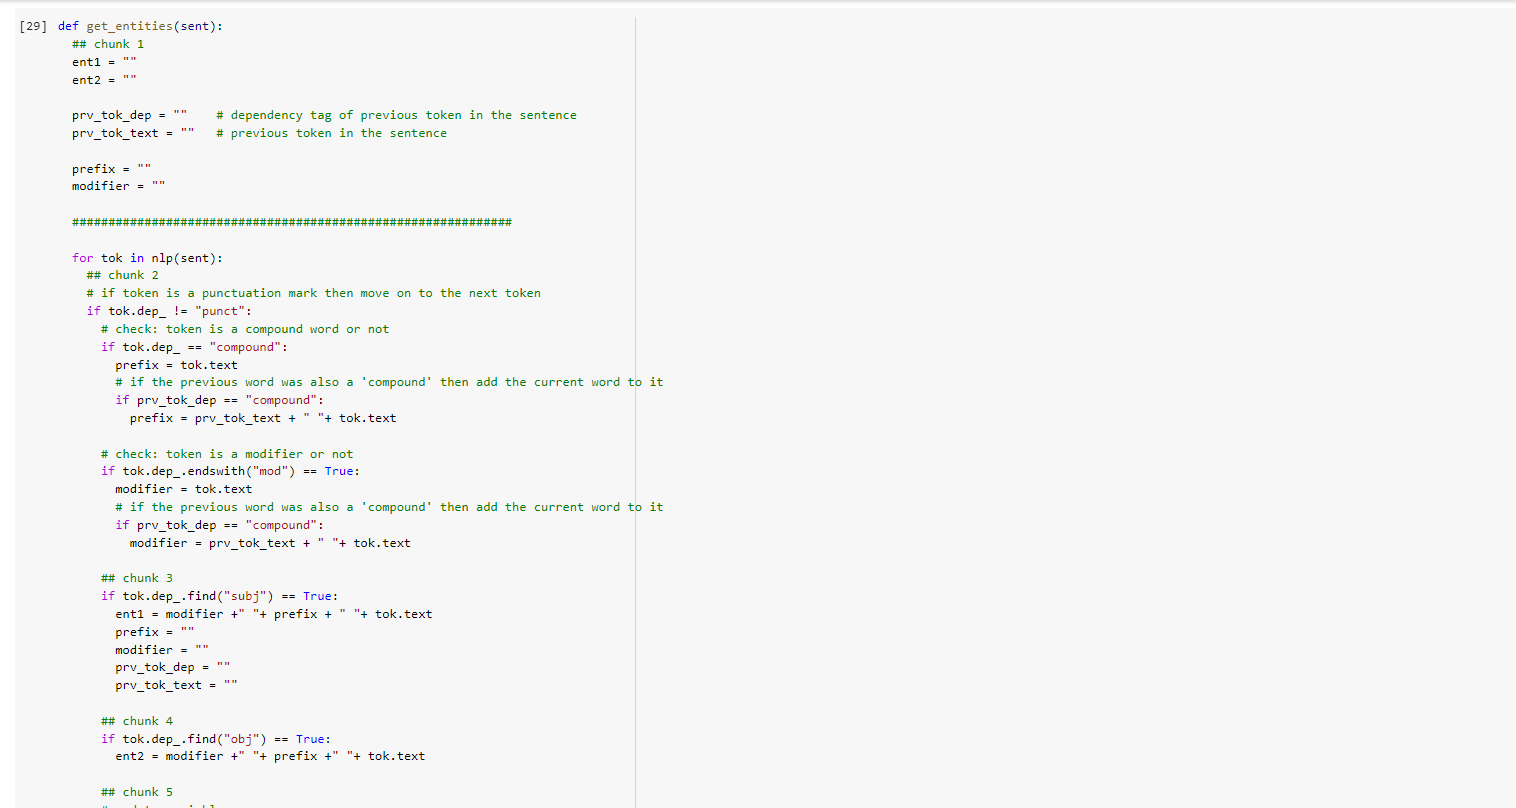 [29] def get_entities(sent):
## chunk 1
ent1 = ""
ent2 = ""
prv_tok_dep = ""    # dependency tag of previous token in the sentence
prv_tok_text = ""   # previous token in the sentence
prefix = ""
modifier = ""
#############################################################
for tok in nlp(sent):
## chunk 2
# if token is a punctuation mark then move on to the next token
if tok.dep_ != "punct":
# check: token is a compound word or not
if tok.dep_ == "compound":
prefix = tok.text
# if the previous word was also a 'compound' then add the current word to it
if prv_tok_dep == "compound":
prefix = prv_tok_text + " "+ tok.text
# check: token is a modifier or not
if tok.dep_.endswith("mod") == True:
modifier = tok.text
# if the previous word was also a 'compound' then add the current word to it
if prv_tok_dep == "compound":
modifier = prv_tok_text + " "+ tok.text
## chunk 3
if tok.dep_.find("subj") == True:
ent1 = modifier +" "+ prefix + " "+ tok.text
prefix = ""
modifier = ""
prv_tok_dep = ""
prv_tok_text = ""
## chunk 4
if tok.dep_.find("obj") == True:
ent2 = modifier +" "+ prefix +" "+ tok.text
## chunk 5